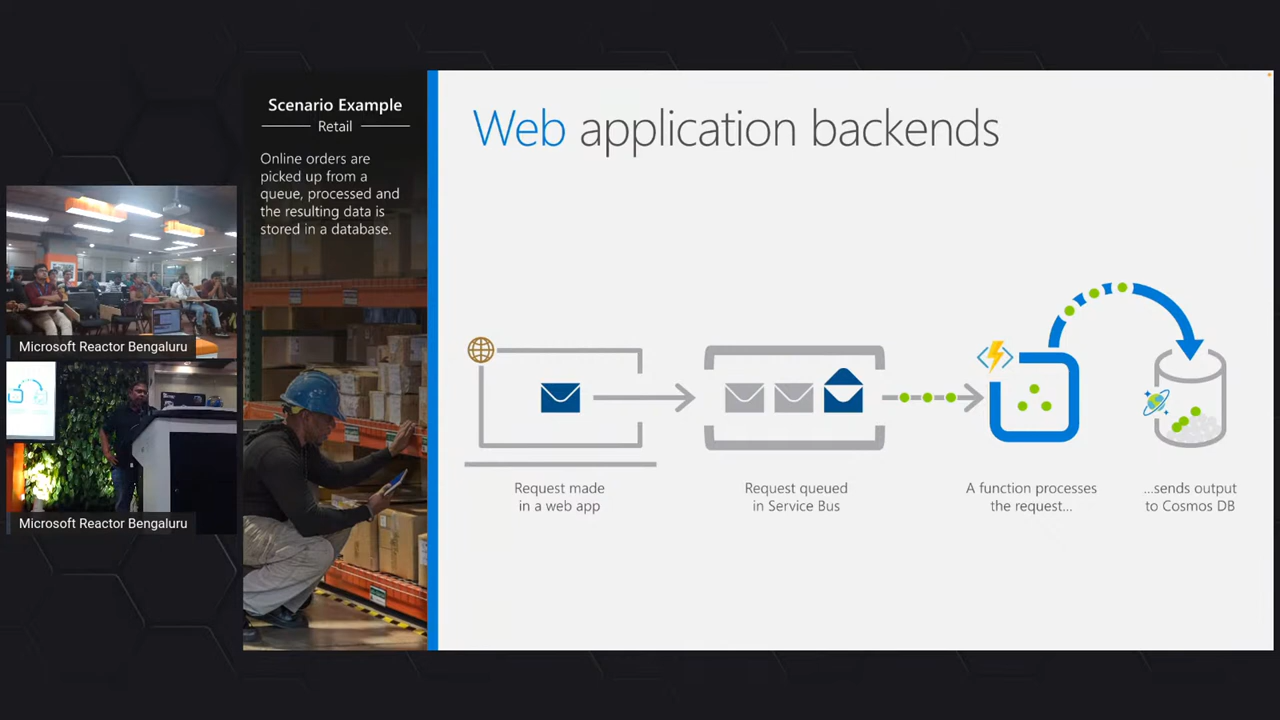 Scenario Example
Retail
Online orders are
picked up from a
queue, processed and
the resulting data is
stored in a database.
Web application backends
Request made
in a web app
Request queued
in Service Bus
A function processes
the request...
...sends output
to Cosmos DB
Microsoft Reactor Bengaluru
Microsoft Reactor Bengaluru